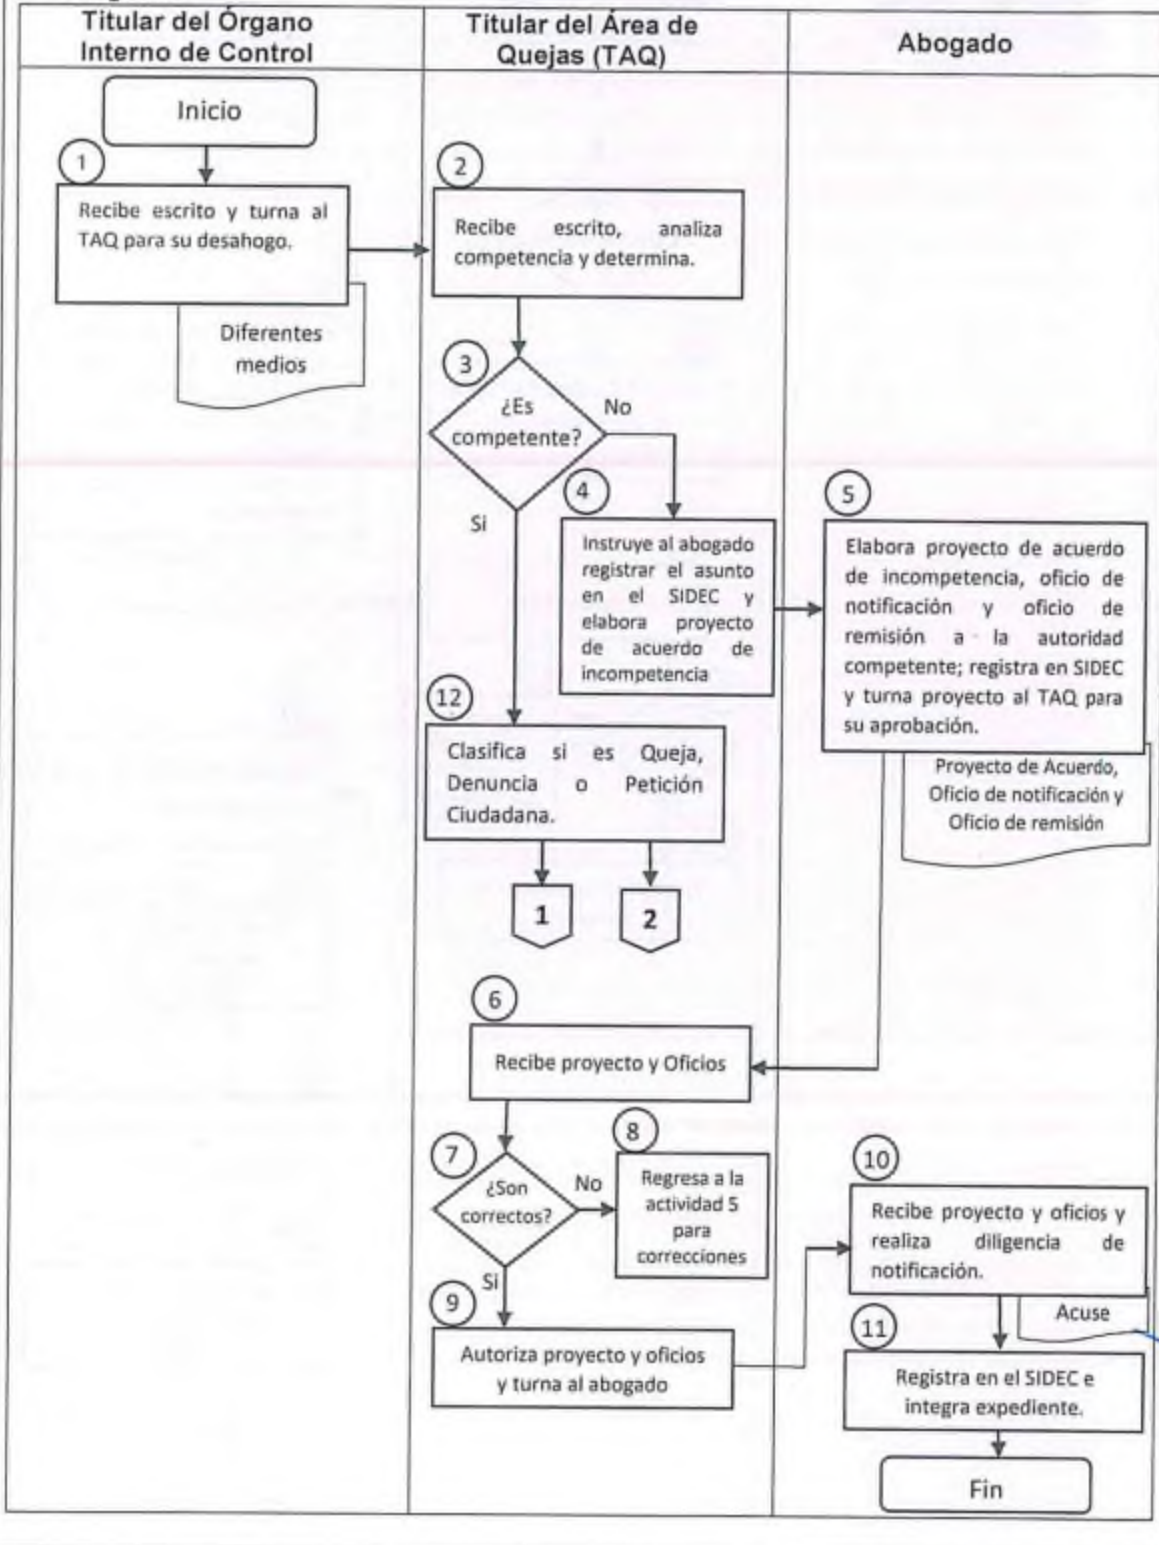 Titular del Órgano
Interno de Control
Titular del Área de
Quejas (TAQ)
Abogado
Inicio
1
Recibe escrito y turna al
TAQ para su desahogo.
Diferentes
medios
2
Recibe escrito, analiza
competencia y determina.
3
¿Es
competente?
No
Si
4
Instruye al abogado
registrar el asunto
en el SIDEC y
elabora proyecto
de acuerdo de
incompetencia
5
Elabora proyecto de acuerdo
de incompetencia, oficio de
notificación y oficio de
remisión a la autoridad
competente; registra en SIDEC
y turna proyecto al TAQ para
su aprobación.
Proyecto de Acuerdo,
Oficio de notificación y
Oficio de remisión
12
Clasifica si es Queja,
Denuncia o Petición
Ciudadana.
1
2
6
Recibe proyecto y Oficios
7
¿Son
correctos?
No
Si
8
Regresa a la
actividad 5
para
correcciones
9
Autoriza proyecto y oficios
y turna al abogado
10
Recibe proyecto y oficios y
realiza diligencia de
notificación.
Acuse
11
Registra en el SIDEC e
integra expediente.
Fin